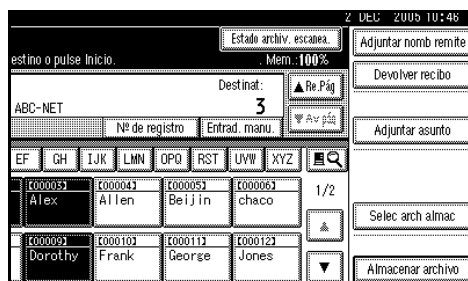 2 DEC 2005 10:46
Estado archiv. escanea.
Adjuntar nomb remite
estino o pulse Inicio.
Mem.:100%
Devolver recibo
Destinat:
▲Re.Pág
ABC-NET
3
▼Av pág
Adjuntar asunto
Nº de registro
Entrad. manu.
EF
GH
IJK
LMN
OPQ
RST
UVW
XYZ
[00003]
[00004]
[00005]
[00006]
1/2
Alex
Allen
Beijin
chaco
Selec arch almac
[00009]
[00010]
[00011]
[00012]
Dorothy
Frank
George
Jones
Almacenar archivo